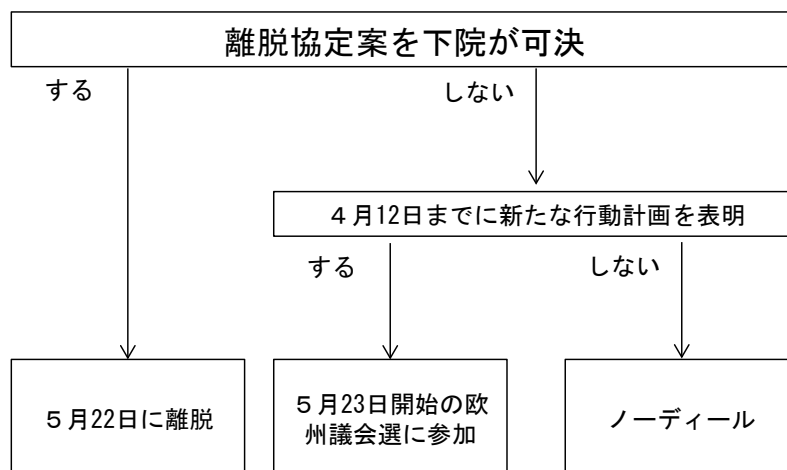 離脱協定案を下院が可決
する
しない
４月12日までに新たな行動計画を表明
する
しない
５月22日に離脱
５月23日開始の欧
州議会選に参加
ノーディール